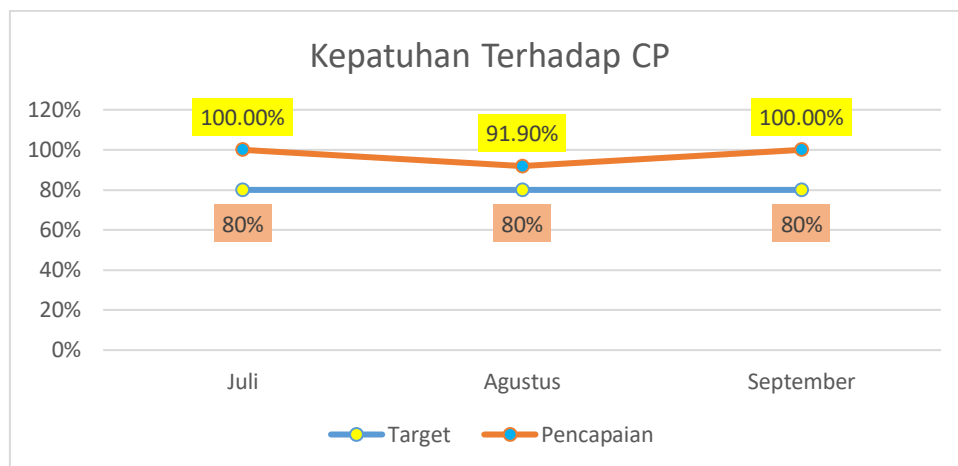 Kepatuhan Terhadap CP
120%
100%
80%
60%
40%
20%
0%
100.00%
91.90%
100.00%
80%
80%
80%
Juli
Agustus
September
Target
Pencapaian